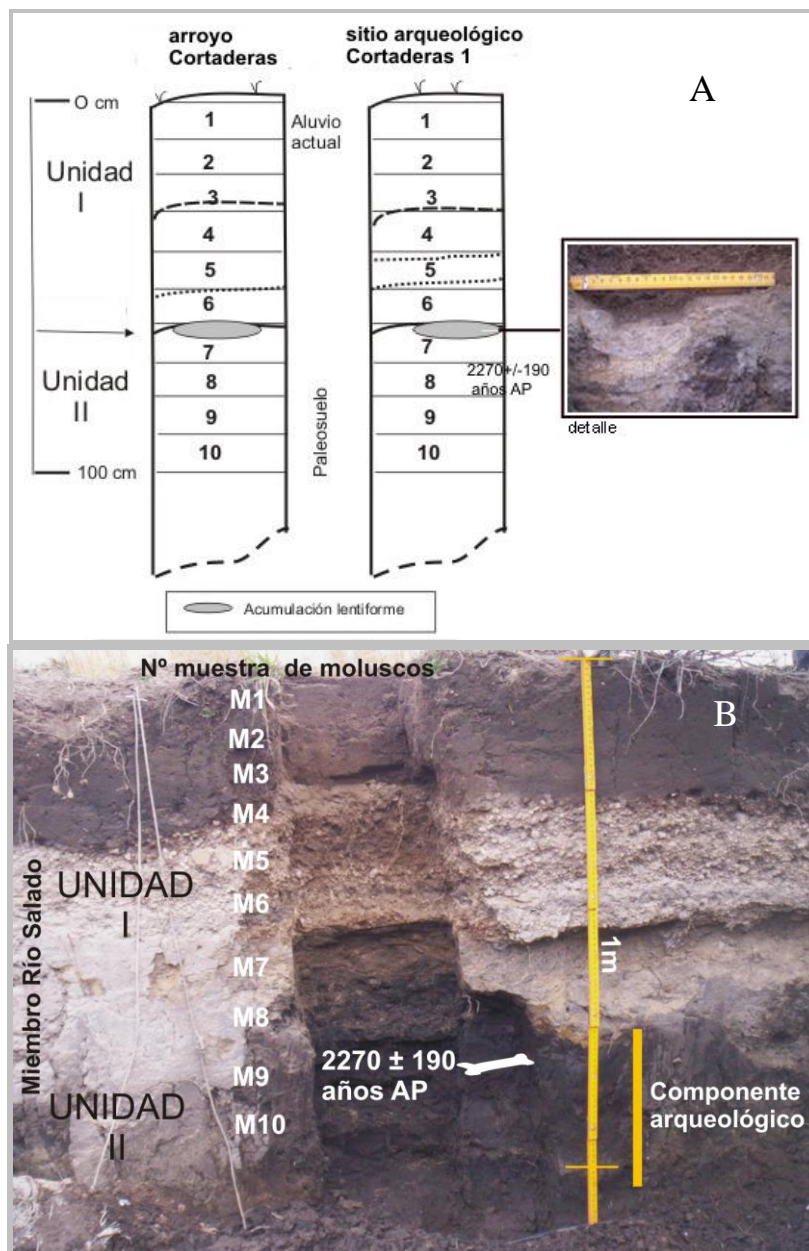 arroyo
Cortaderas
sitio arqueológico
Cortaderas 1
A
O cm
Unidad
I
Unidad
II
100 cm
1
2
3
4
5
6
7
8
9
10
Aluvio
actual
Paleosuelo
1
2
3
4
5
6
7
8
9
10
2270+/-190
años AP
detalle
Acumulación lentiforme
Nº muestra de moluscos
B
M1
M2
M3
M4
M5
M6
M7
M8
M9
M10
Miembro Río Salado
UNIDAD
I
UNIDAD
II
1m
2270 ± 190
años AP
Componente
arqueológico